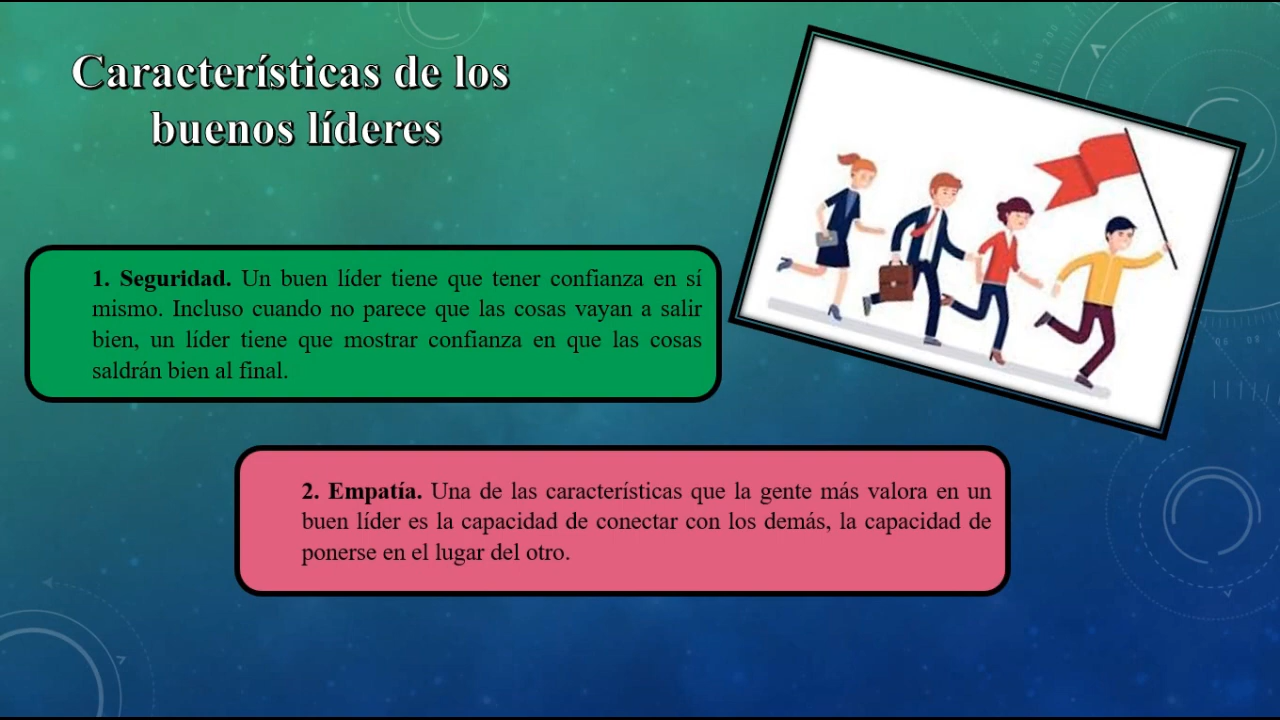 Características de los
buenos líderes
1. Seguridad. Un buen líder tiene que tener confianza en sí
mismo. Incluso cuando no parece que las cosas vayan a salir
bien, un líder tiene que mostrar confianza en que las cosas
saldrán bien al final.
2. Empatía. Una de las características que la gente más valora en un
buen líder es la capacidad de conectar con los demás, la capacidad de
ponerse en el lugar del otro.